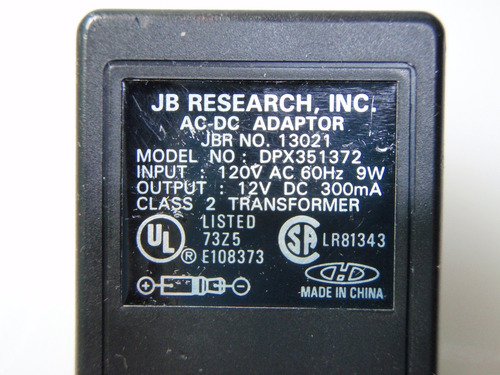 JB RESEARCH, INC.
AC-DC ADAPTOR
JBR NO. 13021
MODEL NO : DPX351372
INPUT : 120V AC 60Hz 9W
OUTPUT : 12V DC 300mA
CLASS 2 TRANSFORMER
UL ® LISTED
73Z5
E108373
SA LR81343
CHD
MADE IN CHINA